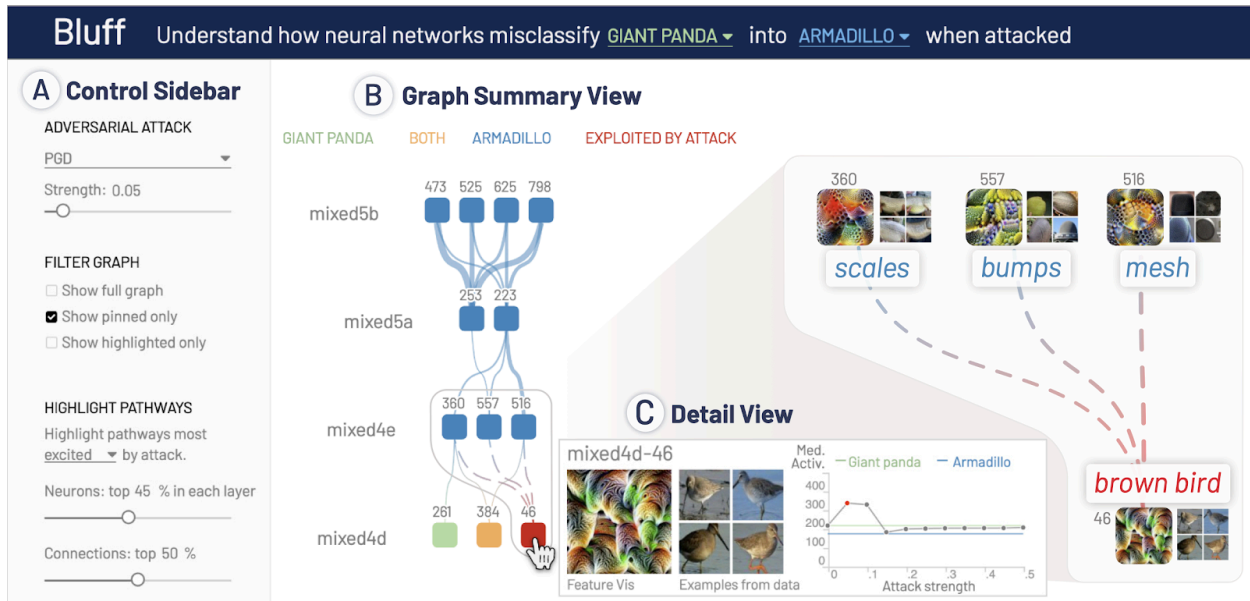 Bluff Understand how neural networks misclassify GIANT PANDA into ARMADILLO when attacked
A Control Sidebar
ADVERSARIAL ATTACK
PGD
Strength: 0.05
FILTER GRAPH
Show full graph
Show pinned only
Show highlighted only
HIGHLIGHT PATHWAYS
Highlight pathways most
excited by attack.
Neurons: top 45 % in each layer
Connections: top 50 %
B Graph Summary View
GIANT PANDA BOTH ARMADILLO EXPLOITED BY ATTACK
473 525 625 798
mixed5b
253 223
mixed5a
360 557 516
mixed4e
261 384 46
mixed4d
360 557 516
scales bumps mesh
brown bird
46
C Detail View
mixed4d-46
Feature Vis Examples from data
Med.
Activ. Giant panda Armadillo
400
300
200
100
0
0 .1 .2 .3 .4 .5
Attack strength